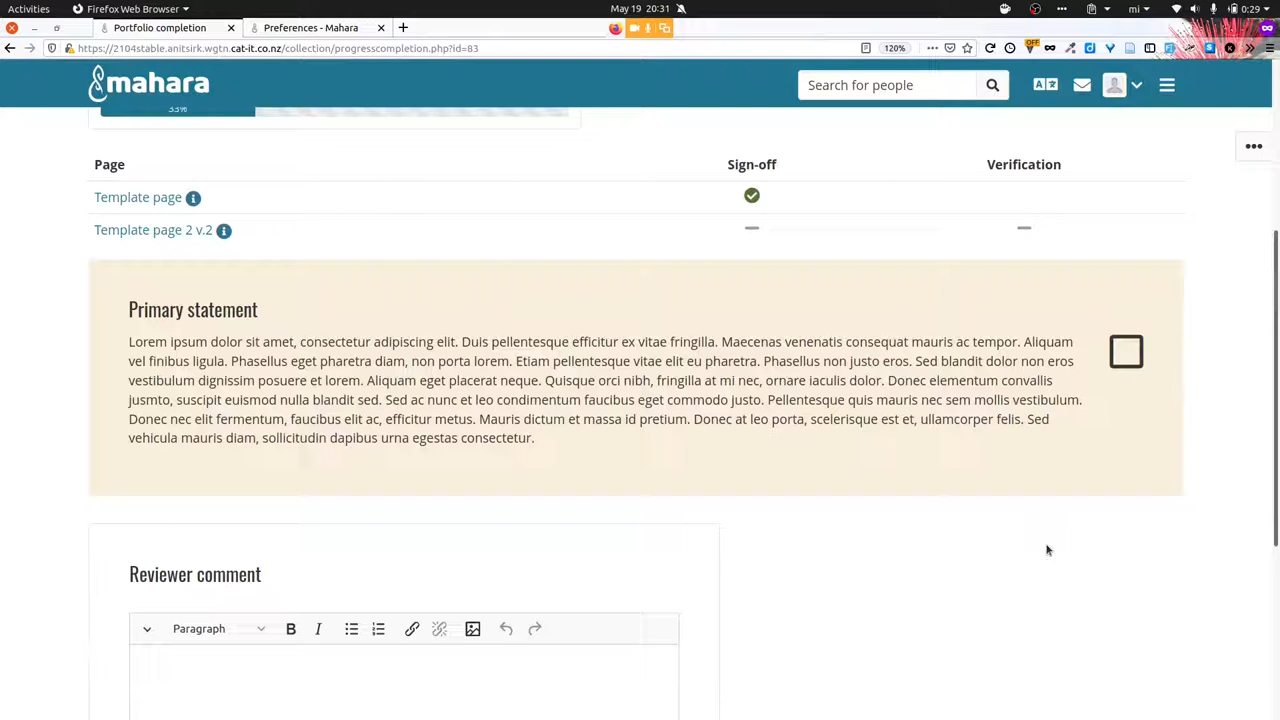 Activities
Firefox Web Browser
May 19 20:31
mi
0:29
Portfolio completion
Preferences - Mahara
https://2104stable.anitsirk.wgtn.cat-it.co.nz/collection/progresscompletion.php?id=83
120%
OFF
mahara
Search for people
33%
Page Sign-off Verification
Template page
Template page 2 v.2
Primary statement
Lorem ipsum dolor sit amet, consectetur adipiscing elit. Duis pellentesque efficitur ex vitae fringilla. Maecenas venenatis consequat mauris ac tempor. Aliquam
vel finibus ligula. Phasellus eget pharetra diam, non porta lorem. Etiam pellentesque vitae elit eu pharetra. Phasellus non justo eros. Sed blandit dolor non eros
vestibulum dignissim posuere et lorem. Aliquam eget placerat neque. Quisque orci nibh, fringilla at mi nec, ornare iaculis dolor. Donec elementum convallis
jusmto, suscipit euismod nulla blandit sed. Sed ac nunc et leo condimentum faucibus eget commodo justo. Pellentesque quis mauris nec sem mollis vestibulum.
Donec nec elit fermentum, faucibus elit ac, efficitur metus. Mauris dictum et massa id pretium. Donec at leo porta, scelerisque est et, ullamcorper felis. Sed
vehicula mauris diam, sollicitudin dapibus urna egestas consectetur.
Reviewer comment
Paragraph B I